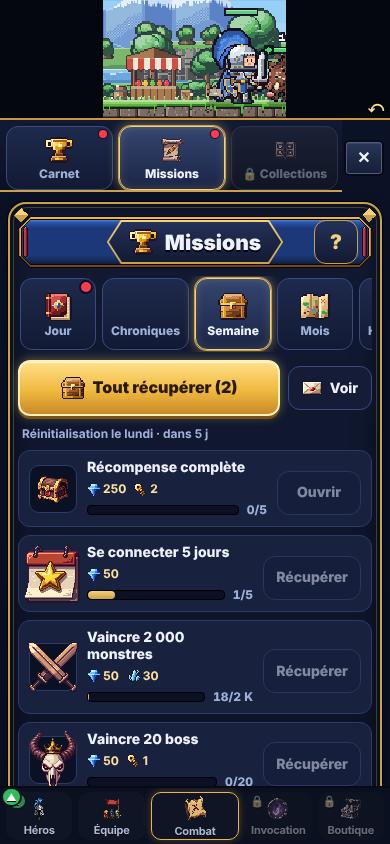 Carnet
Missions
Collections
Missions
?
Jour
Chroniques
Semaine
Mois
Tout récupérer (2)
Voir
Réinitialisation le lundi · dans 5 j
Récompense complète
250 2
0/5
Ouvrir
Se connecter 5 jours
50
1/5
Récupérer
Vaincre 2 000
monstres
50 30
18/2 K
Récupérer
Vaincre 20 boss
50 1
0/20
Récupérer
Héros
Équipe
Combat
Invocation
Boutique